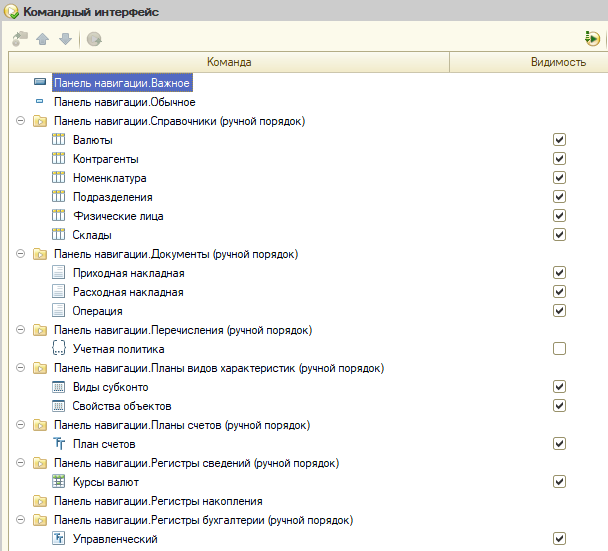 Командный интерфейс
Команда Видимость
Панель навигации.Важное
Панель навигации.Обычное
Панель навигации.Справочники (ручной порядок)
Валюты
Контрагенты
Номенклатура
Подразделения
Физические лица
Склады
Панель навигации.Документы (ручной порядок)
Приходная накладная
Расходная накладная
Операция
Панель навигации.Перечисления (ручной порядок)
Учетная политика
Панель навигации.Планы видов характеристик (ручной порядок)
Виды субконто
Свойства объектов
Панель навигации.Планы счетов (ручной порядок)
План счетов
Панель навигации.Регистры сведений (ручной порядок)
Курсы валют
Панель навигации.Регистры накопления
Панель навигации.Регистры бухгалтерии (ручной порядок)
Управленческий